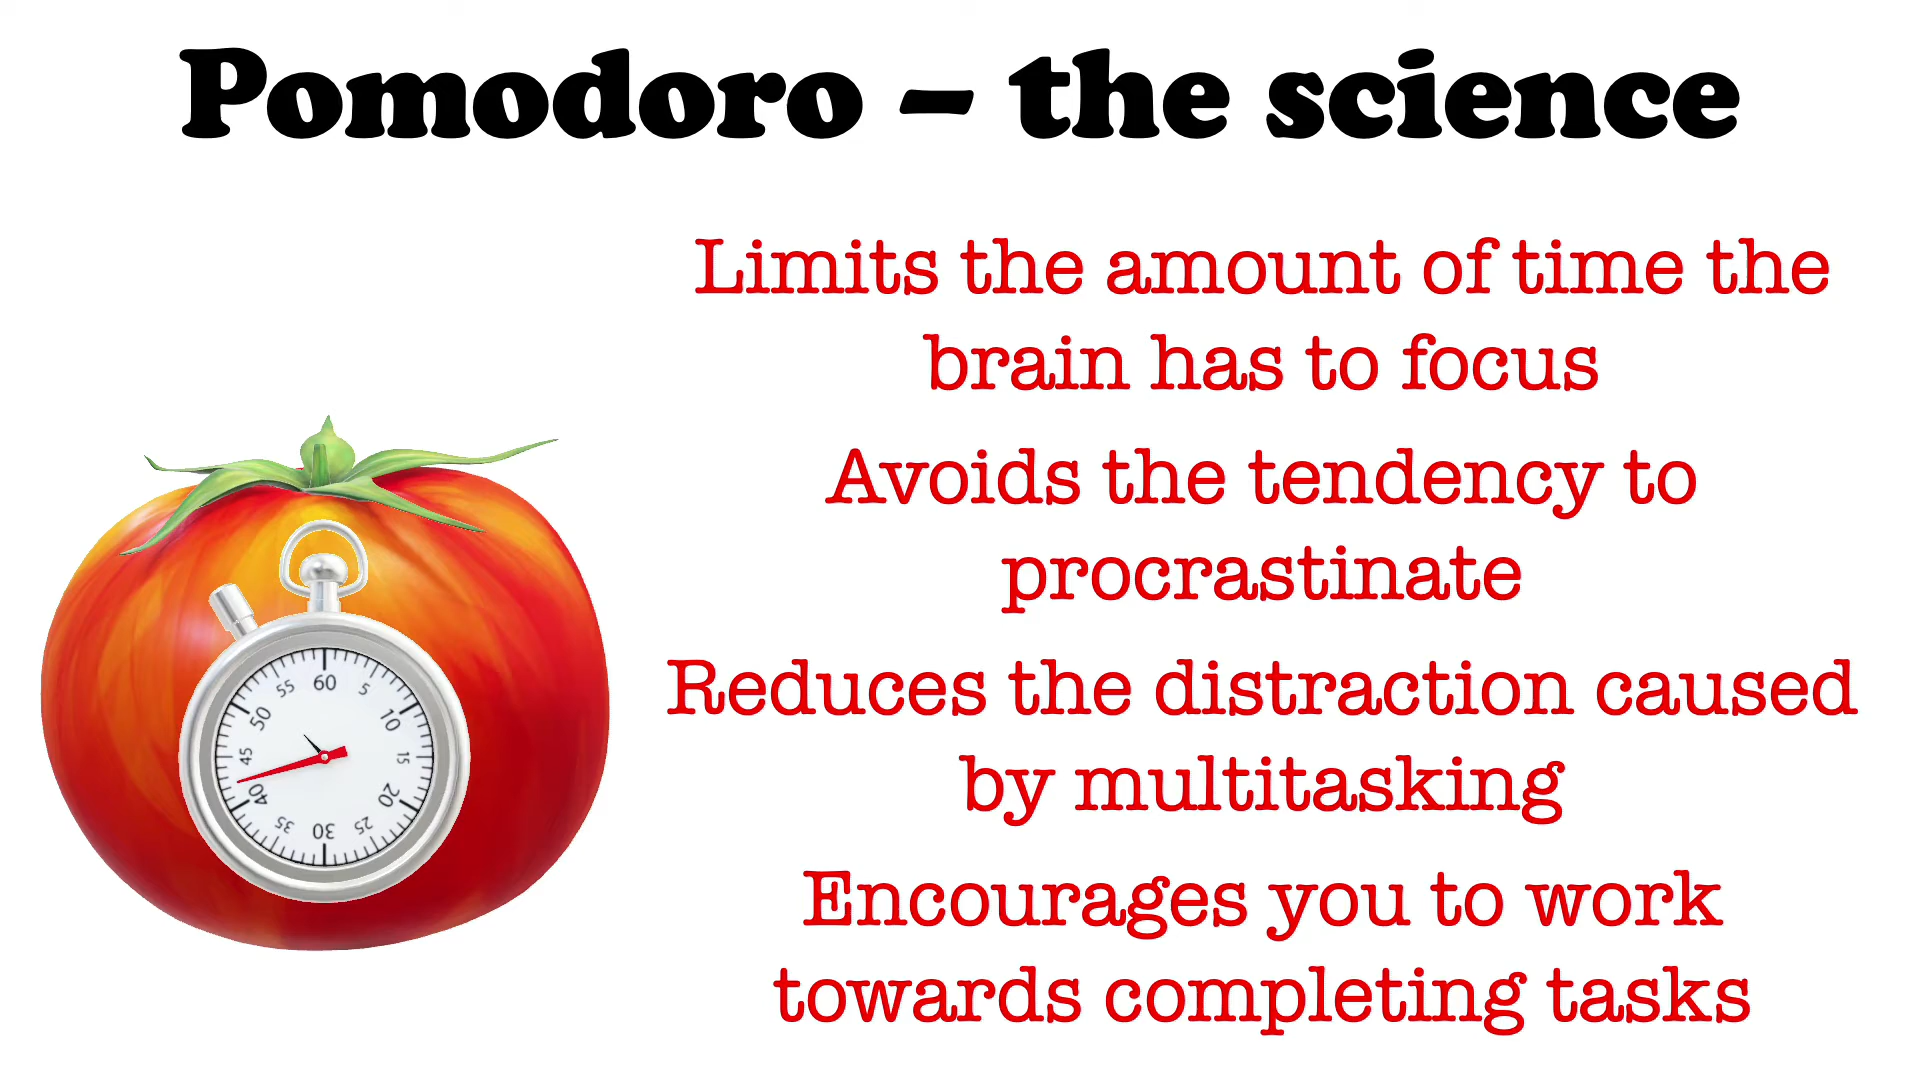 Pomodoro – the science
Limits the amount of time the
brain has to focus
Avoids the tendency to
procrastinate
Reduces the distraction caused
by multitasking
Encourages you to work
towards completing tasks
60
5
10
15
20
25
30
35
40
45
50
55